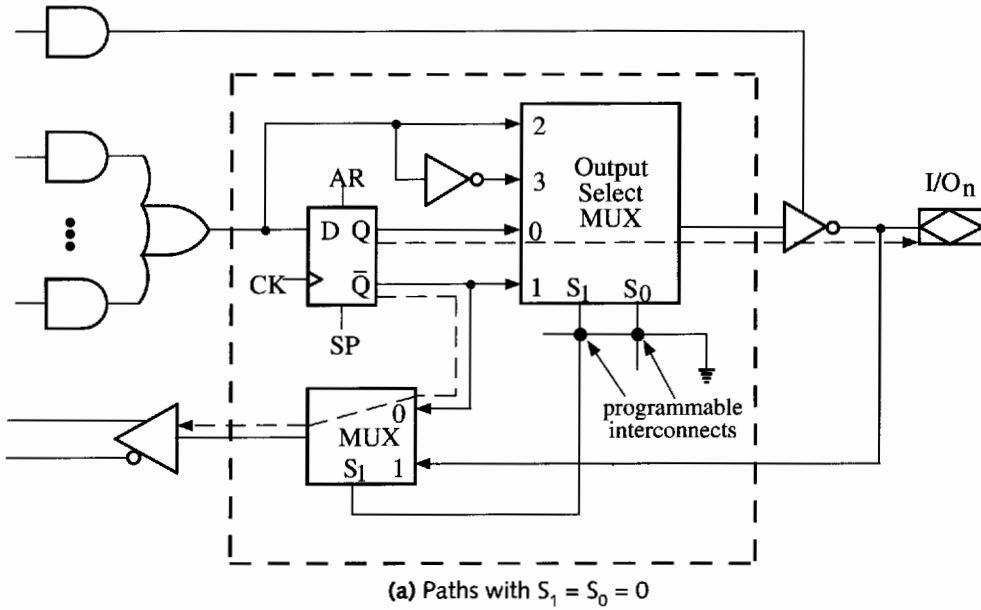 AR
D Q
CK
Q̅
SP
2
3
0
1
Output
Select
MUX
S₁ S₀
I/Oₙ
programmable
interconnects
0
MUX
S₁ 1
(a) Paths with S₁ = S₀ = 0